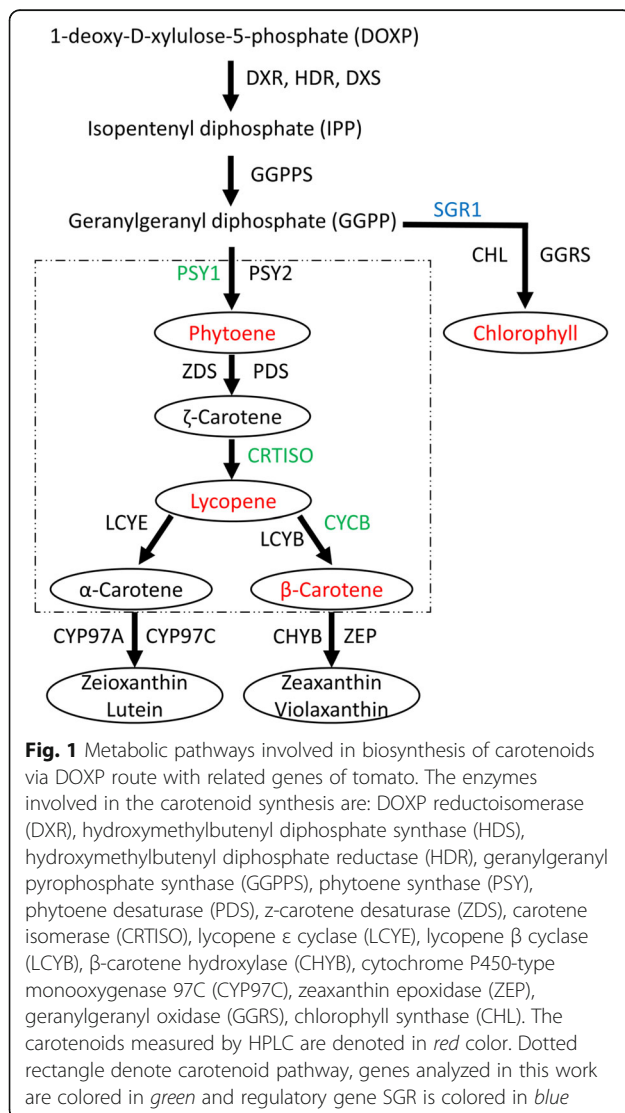 1-deoxy-D-xylulose-5-phosphate (DOXP)
DXR, HDR, DXS
Isopentenyl diphosphate (IPP)
GGPPS
Geranylgeranyl diphosphate (GGPP)
SGR1
CHL GGRS
PSY1 PSY2
Phytoene
Chlorophyll
ZDS PDS
ζ-Carotene
CRTISO
Lycopene
LCYE
LCYB
CYCB
α-Carotene
β-Carotene
CYP97A CYP97C
CHYB ZEP
Zeioxanthin
Lutein
Zeaxanthin
Violaxanthin
Fig. 1 Metabolic pathways involved in biosynthesis of carotenoids
via DOXP route with related genes of tomato. The enzymes
involved in the carotenoid synthesis are: DOXP reductoisomerase
(DXR), hydroxymethylbutenyl diphosphate synthase (HDS),
hydroxymethylbutenyl diphosphate reductase (HDR), geranylgeranyl
pyrophosphate synthase (GGPPS), phytoene synthase (PSY),
phytoene desaturase (PDS), z-carotene desaturase (ZDS), carotene
isomerase (CRTISO), lycopene ε cyclase (LCYE), lycopene β cyclase
(LCYB), β-carotene hydroxylase (CHYB), cytochrome P450-type
monooxygenase 97C (CYP97C), zeaxanthin epoxidase (ZEP),
geranylgeranyl oxidase (GGRS), chlorophyll synthase (CHL). The
carotenoids measured by HPLC are denoted in red color. Dotted
rectangle denote carotenoid pathway, genes analyzed in this work
are colored in green and regulatory gene SGR is colored in blue